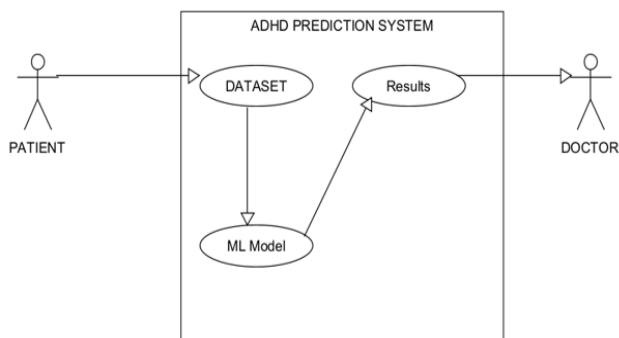 ADHD PREDICTION SYSTEM
DATASET
Results
PATIENT
DOCTOR
ML Model